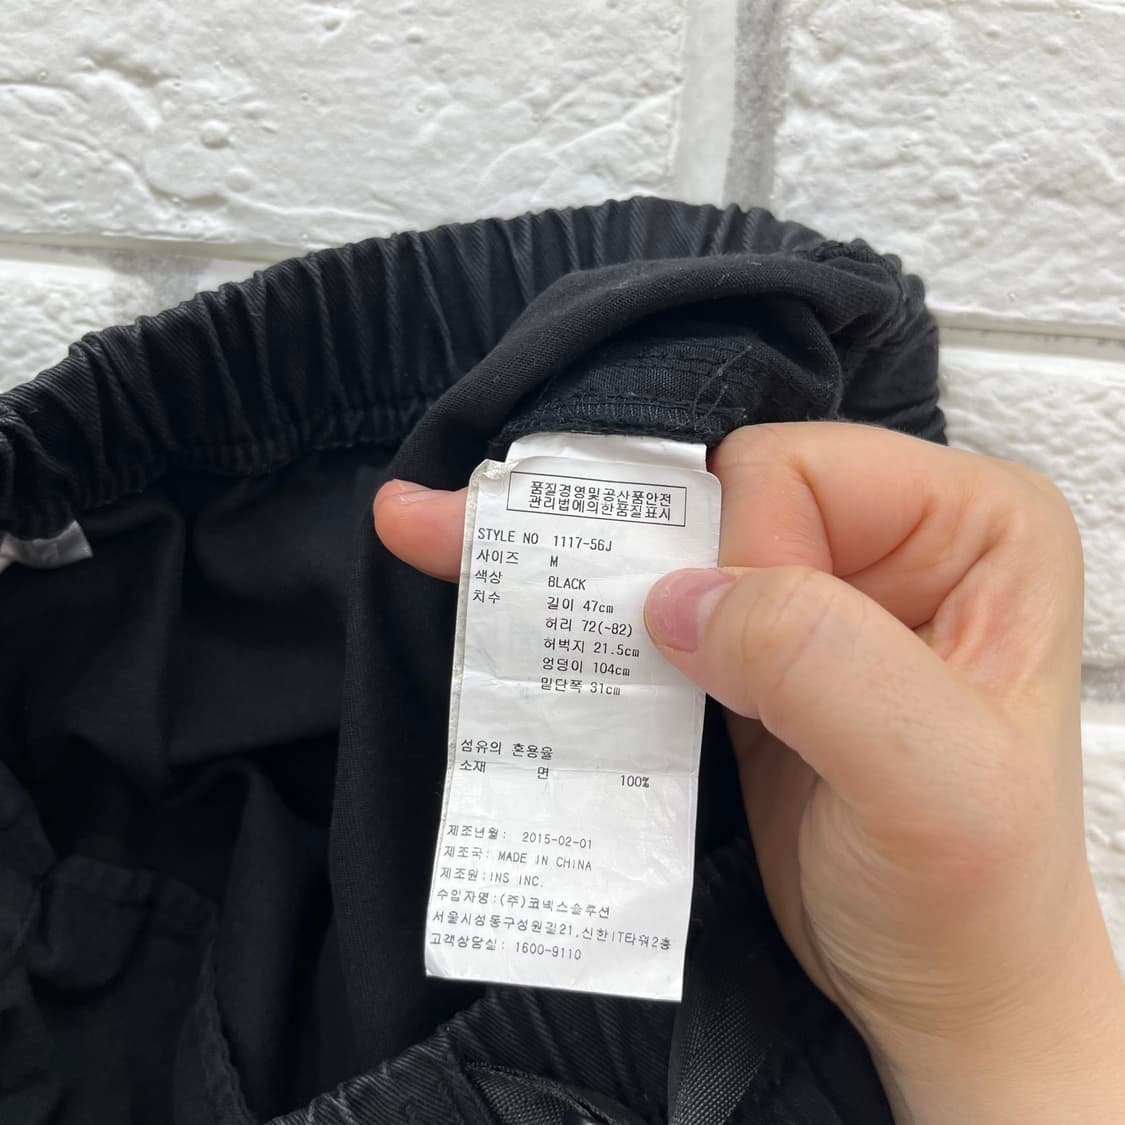 품질경영및공산품안전
관리법에의한품질표시
STYLE NO 1117-56J
사이즈 M
색상 BLACK
치수 길이 47cm
허리 72(~82)
허벅지 21.5cm
엉덩이 104cm
밑단폭 31cm
섬유의 혼용율
소재 면 100%
제조년월: 2015-02-01
제조국: MADE IN CHINA
제조원:INS INC.
수입자명:(주)코넥스솔루션
서울시성동구성원길21,신한IT타워2층
고객상담실: 1600-9110